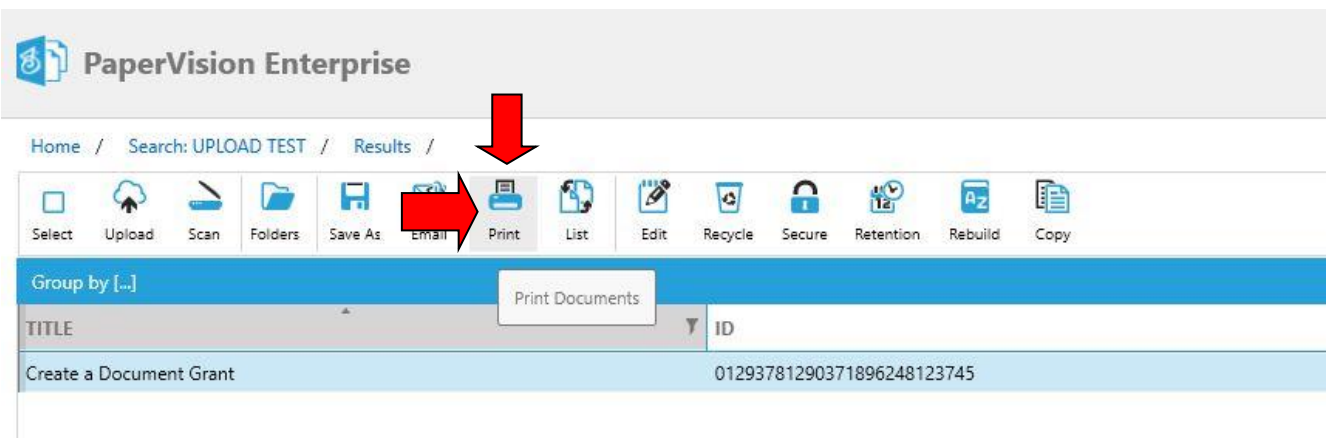 PaperVision Enterprise
Home / Search: UPLOAD TEST / Results /
Select Upload Scan Folders Save As Email Print List Edit Recycle Secure Retention Rebuild Copy
Group by [...]
Print Documents
TITLE ID
Create a Document Grant 01293781290371896248123745